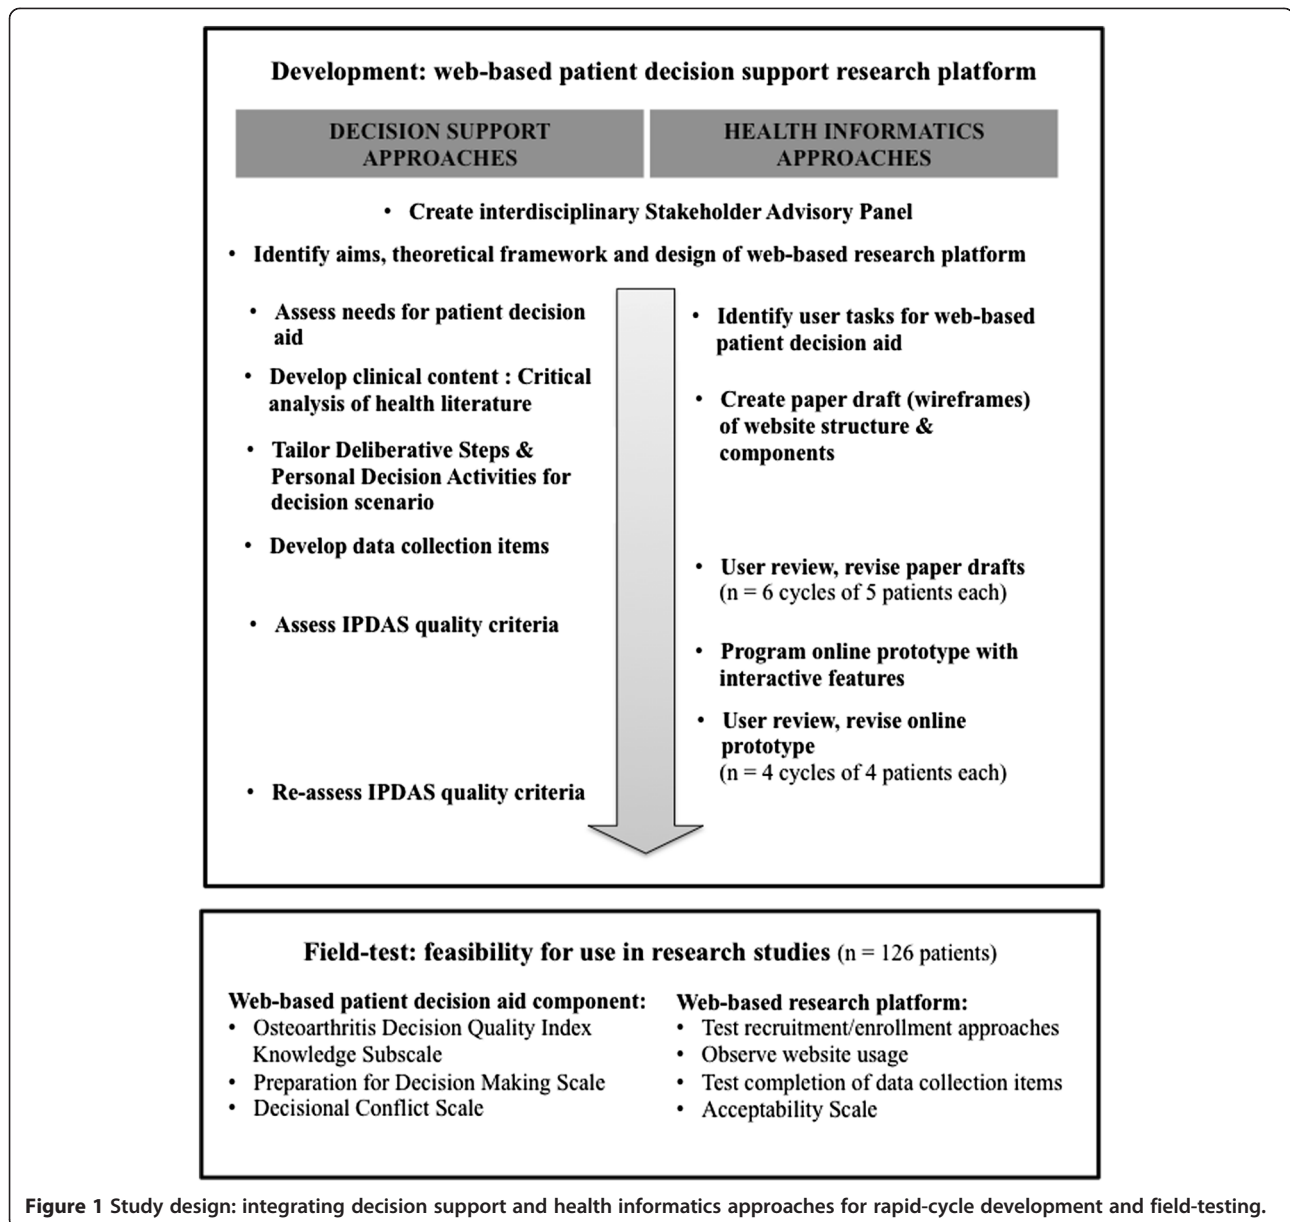 Development: web-based patient decision support research platform
DECISION SUPPORT
APPROACHES
HEALTH INFORMATICS
APPROACHES
• Create interdisciplinary Stakeholder Advisory Panel
• Identify aims, theoretical framework and design of web-based research platform
• Assess needs for patient decision
aid
• Develop clinical content : Critical
analysis of health literature
• Tailor Deliberative Steps &
Personal Decision Activities for
decision scenario
• Develop data collection items
• Assess IPDAS quality criteria
• Re-assess IPDAS quality criteria
• Identify user tasks for web-based
patient decision aid
• Create paper draft (wireframes)
of website structure &
components
• User review, revise paper drafts
(n = 6 cycles of 5 patients each)
• Program online prototype with
interactive features
• User review, revise online
prototype
(n = 4 cycles of 4 patients each)
Field-test: feasibility for use in research studies (n = 126 patients)
Web-based patient decision aid component:
• Osteoarthritis Decision Quality Index
Knowledge Subscale
• Preparation for Decision Making Scale
• Decisional Conflict Scale
Web-based research platform:
• Test recruitment/enrollment approaches
• Observe website usage
• Test completion of data collection items
• Acceptability Scale
Figure 1 Study design: integrating decision support and health informatics approaches for rapid-cycle development and field-testing.